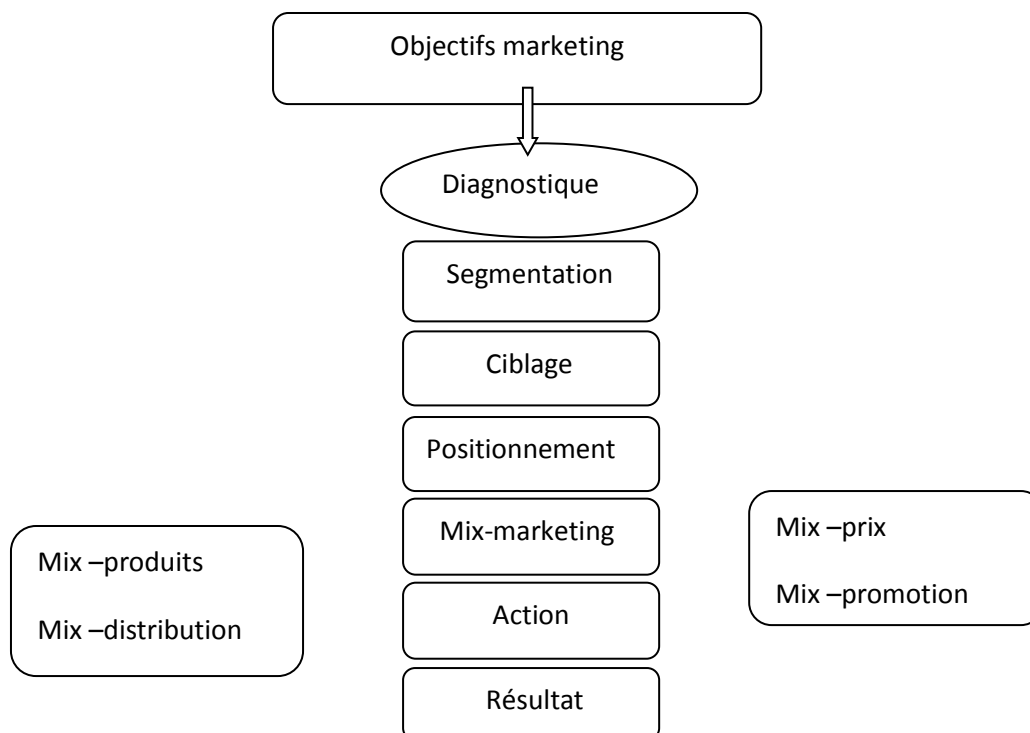 Objectifs marketing
Diagnostique
Segmentation
Ciblage
Positionnement
Mix-marketing
Mix –prix
Mix –promotion
Mix –produits
Mix –distribution
Action
Résultat